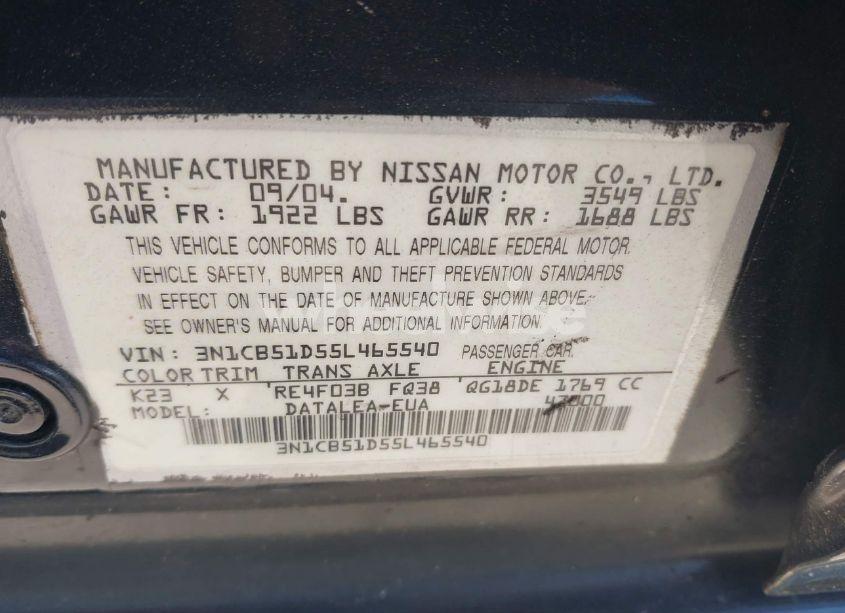 MANUFACTURED BY NISSAN MOTOR CO., LTD.
DATE: 09/04. GVWR: 3549 LBS
GAWR FR: 1922 LBS GAWR RR: 1688 LBS
THIS VEHICLE CONFORMS TO ALL APPLICABLE FEDERAL MOTOR
VEHICLE SAFETY, BUMPER AND THEFT PREVENTION STANDARDS
IN EFFECT ON THE DATE OF MANUFACTURE SHOWN ABOVE.
SEE OWNER'S MANUAL FOR ADDITIONAL INFORMATION.
VIN: 3N1CB51D55L465540 PASSENGER CAR
COLOR TRIM TRANS AXLE ENGINE
K23 X RE4F03B FQ38 QG18DE 1769 CC
MODEL: DATALEA-EUA
3N1CB51D55L465540